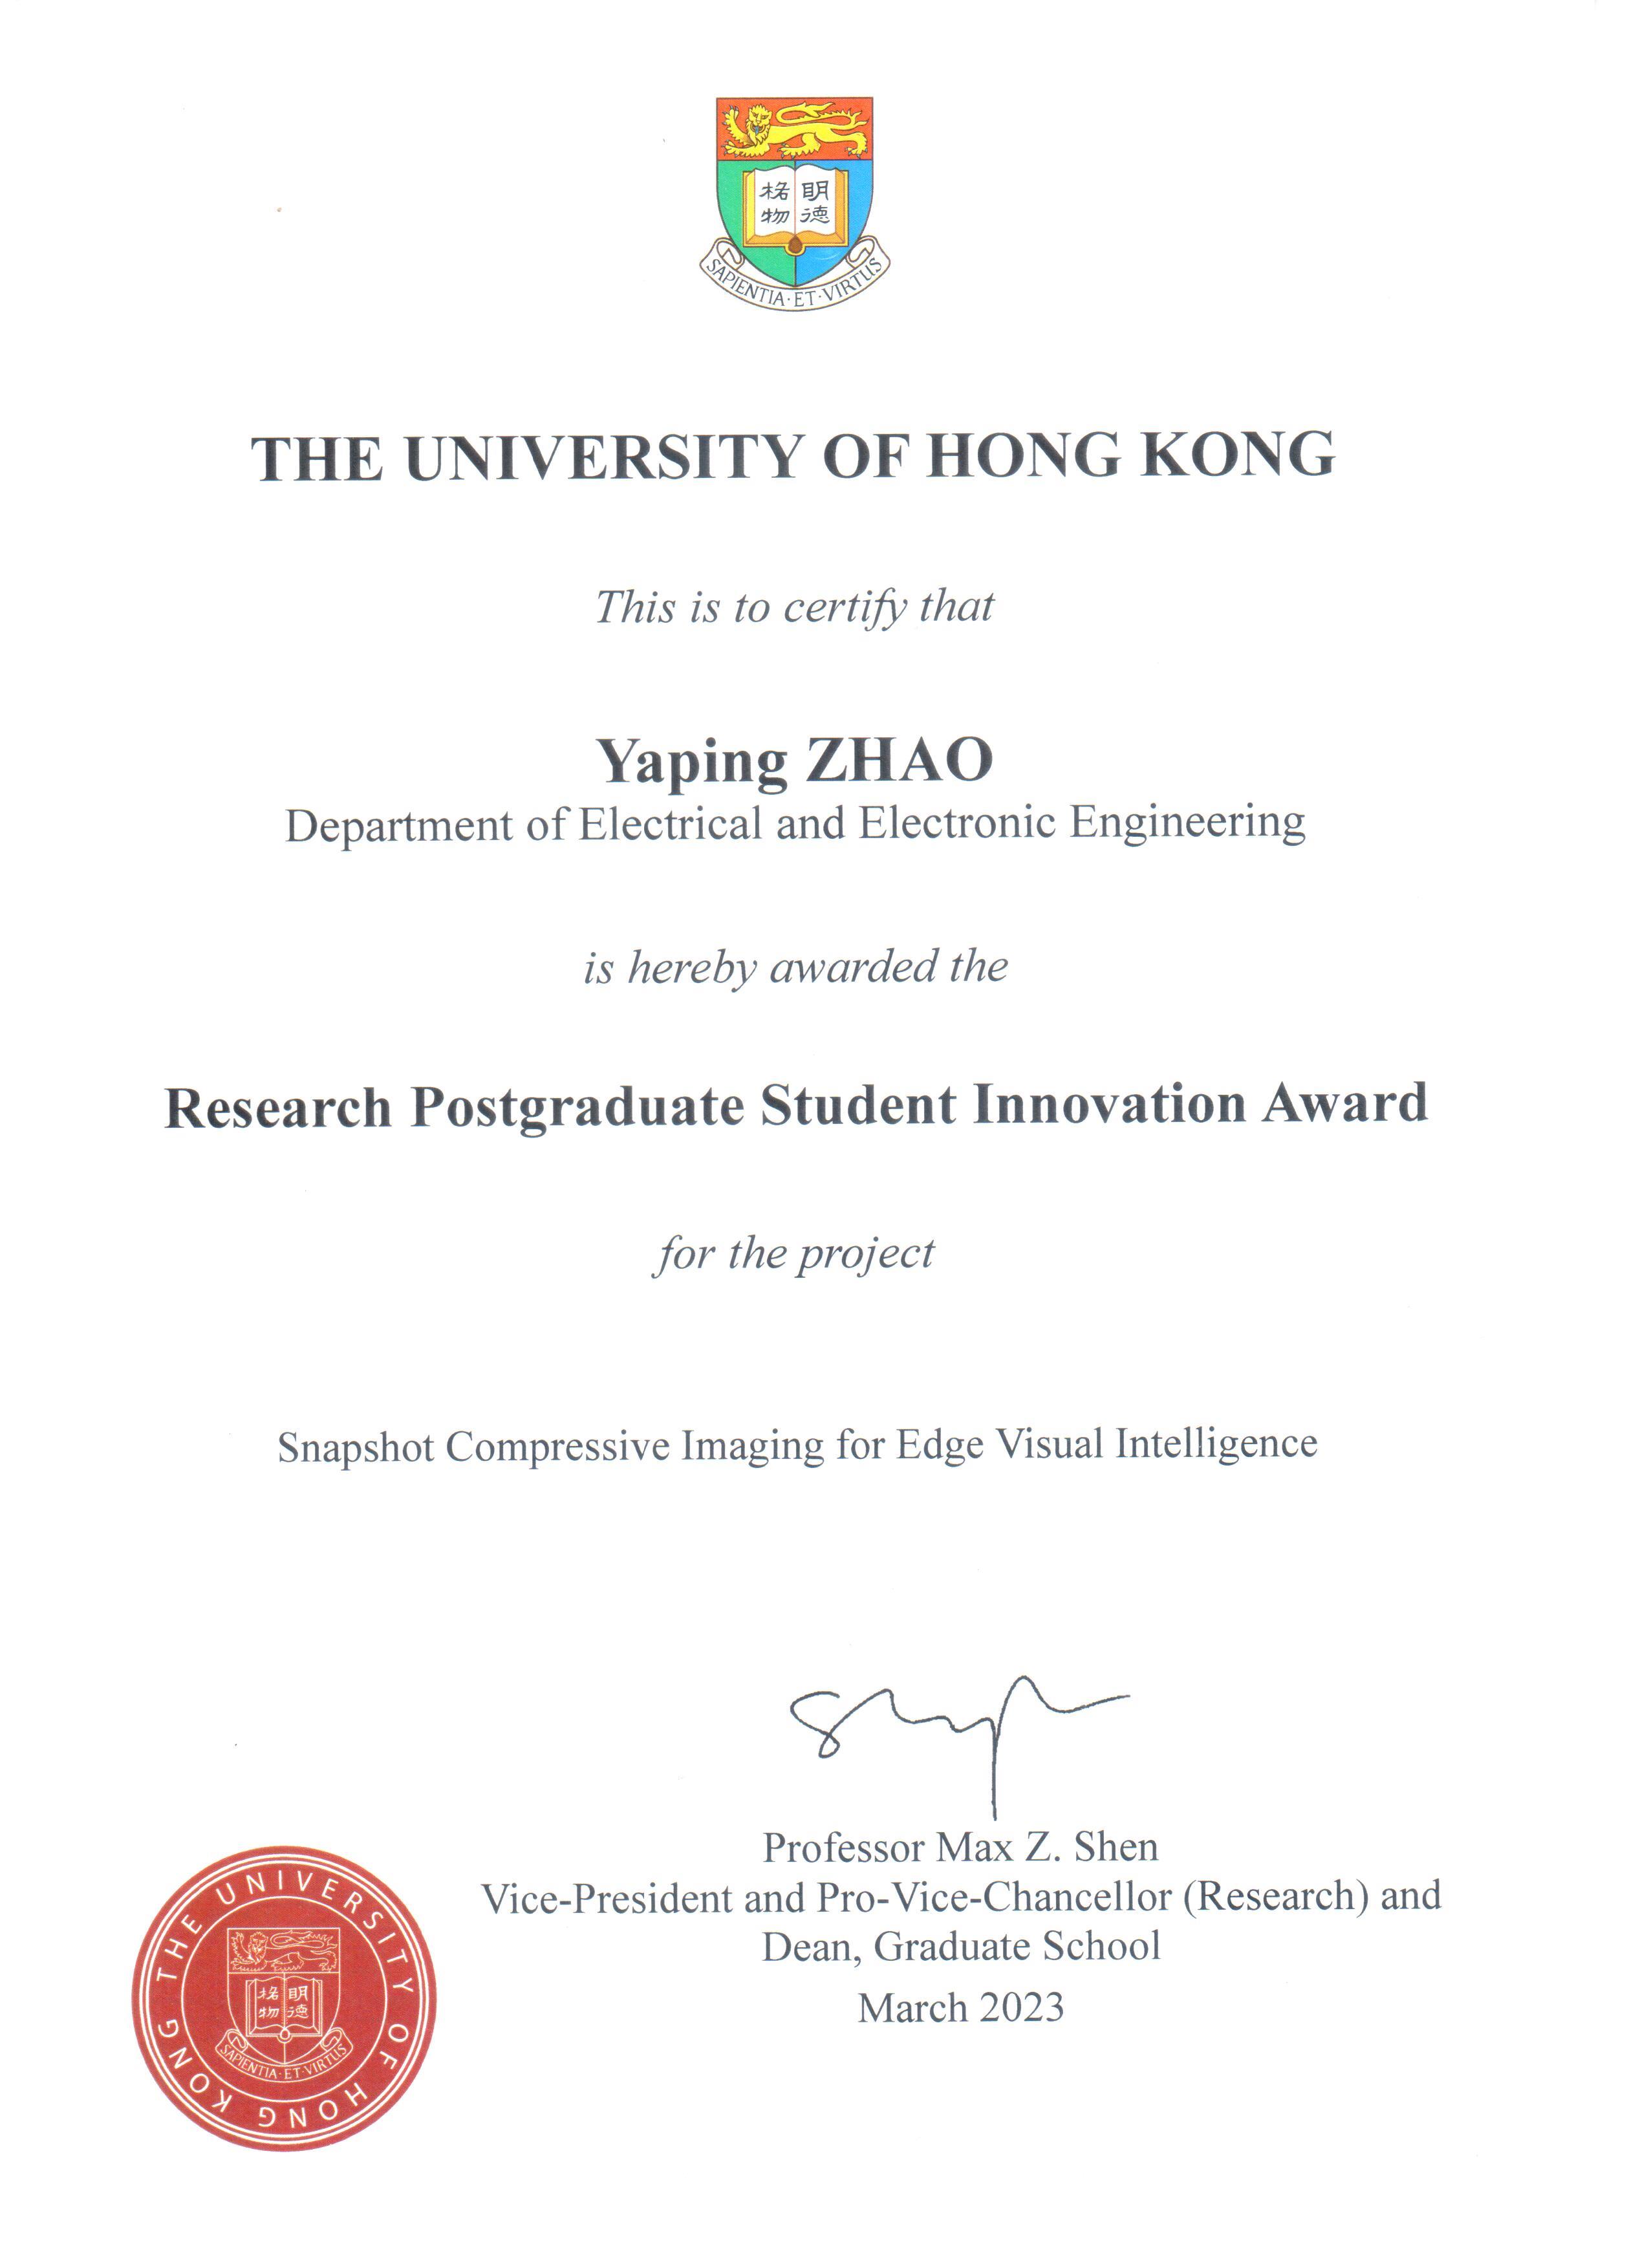 格明
物德
SAPIENTIA·ET·VIRTUS
THE UNIVERSITY OF HONG KONG
This is to certify that
Yaping ZHAO
Department of Electrical and Electronic Engineering
is hereby awarded the
Research Postgraduate Student Innovation Award
for the project
Snapshot Compressive Imaging for Edge Visual Intelligence
Professor Max Z. Shen
Vice-President and Pro-Vice-Chancellor (Research) and
Dean, Graduate School
March 2023
THE UNIVERSITY OF HONG KONG
格明
物德
SAPIENTIA·ET·VIRTUS